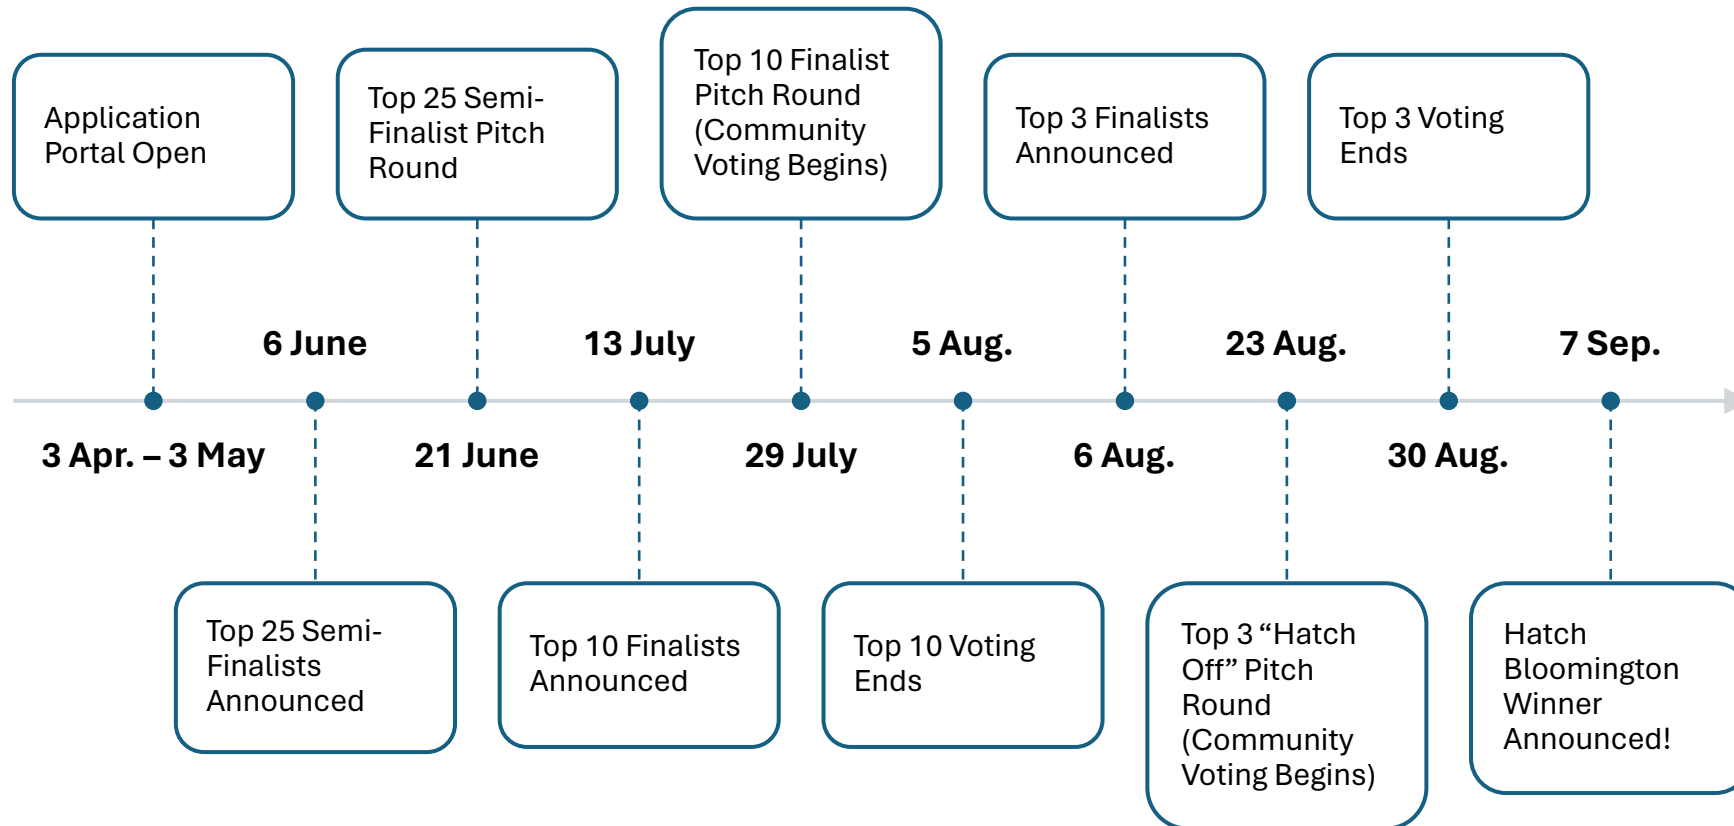 Application
Portal Open
Top 25 Semi-
Finalist Pitch
Round
Top 10 Finalist
Pitch Round
(Community
Voting Begins)
Top 3 Finalists
Announced
Top 3 Voting
Ends
6 June
13 July
5 Aug.
23 Aug.
7 Sep.
3 Apr. – 3 May
21 June
29 July
6 Aug.
30 Aug.
Top 25 Semi-
Finalists
Announced
Top 10 Finalists
Announced
Top 10 Voting
Ends
Top 3 “Hatch
Off” Pitch
Round
(Community
Voting Begins)
Hatch
Bloomington
Winner
Announced!